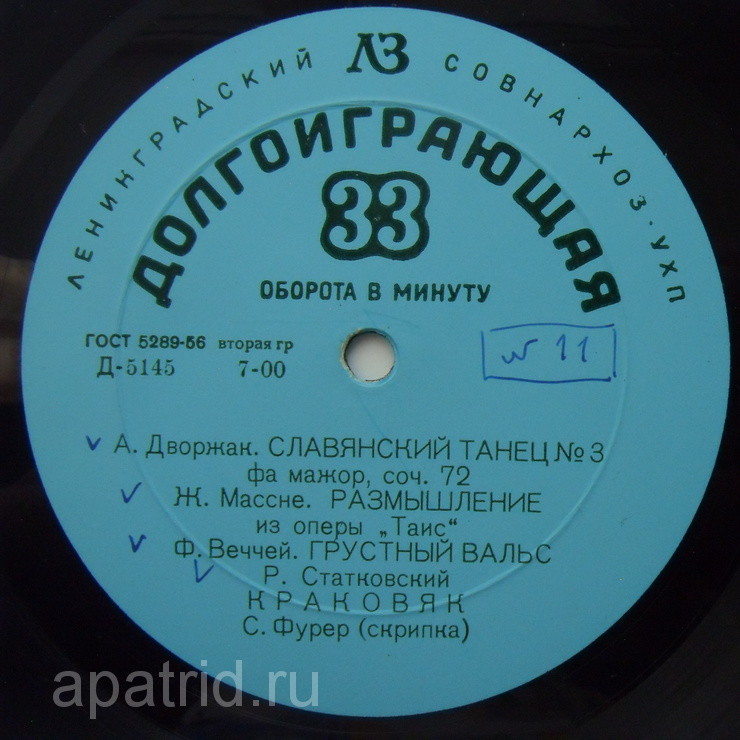 ЛЕНИНГРАДСКИЙ ЛЗ СОВНАРХОЗ·УХП
ДОЛГОИГРАЮЩАЯ
33
ОБОРОТА В МИНУТУ
ГОСТ 5289-56 вторая гр
Д-5145 7-00
№ 11
А. Дворжак. СЛАВЯНСКИЙ ТАНЕЦ № 3
фа мажор, соч. 72
Ж. Массне. РАЗМЫШЛЕНИЕ
из оперы „Таис“
Ф. Веччей. ГРУСТНЫЙ ВАЛЬС
Р. Статковский
КРАКОВЯК
С. Фурер (скрипка)
apatrid.ru